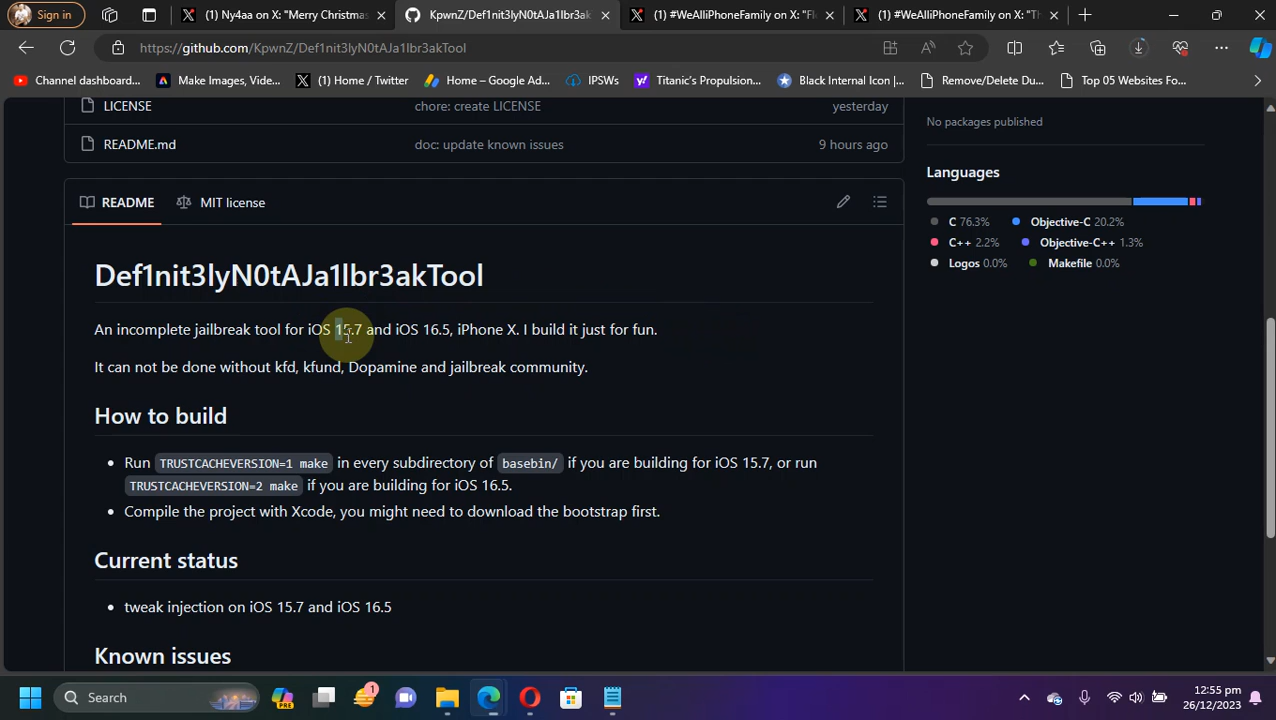 Sign in
(1) Ny4aa on X: "Merry Christmas
KpwnZ/Def1nit3lyN0tAJa1lbr3ak
(1) #WeAlliPhoneFamily on X: "Fl
(1) #WeAlliPhoneFamily on X: "Th
https://github.com/KpwnZ/Def1nit3lyN0tAJa1lbr3akTool
Channel dashboard...
Make Images, Vide...
(1) Home / Twitter
Home – Google Ad...
IPSWs
Titanic's Propulsion...
Black Internal Icon |...
Remove/Delete Du...
Top 05 Websites Fo...
LICENSE
chore: create LICENSE
yesterday
README.md
doc: update known issues
9 hours ago
No packages published
Languages
C 76.3%
Objective-C 20.2%
C++ 2.2%
Objective-C++ 1.3%
Logos 0.0%
Makefile 0.0%
README
MIT license
Def1nit3lyN0tAJa1lbr3akTool
An incomplete jailbreak tool for iOS 15.7 and iOS 16.5, iPhone X. I build it just for fun.
It can not be done without kfd, kfund, Dopamine and jailbreak community.
How to build
Run TRUSTCACHEVERSION=1 make in every subdirectory of basebin/ if you are building for iOS 15.7, or run
TRUSTCACHEVERSION=2 make if you are building for iOS 16.5.
Compile the project with Xcode, you might need to download the bootstrap first.
Current status
tweak injection on iOS 15.7 and iOS 16.5
Known issues
Search
PRE
1
12:55 pm
26/12/2023